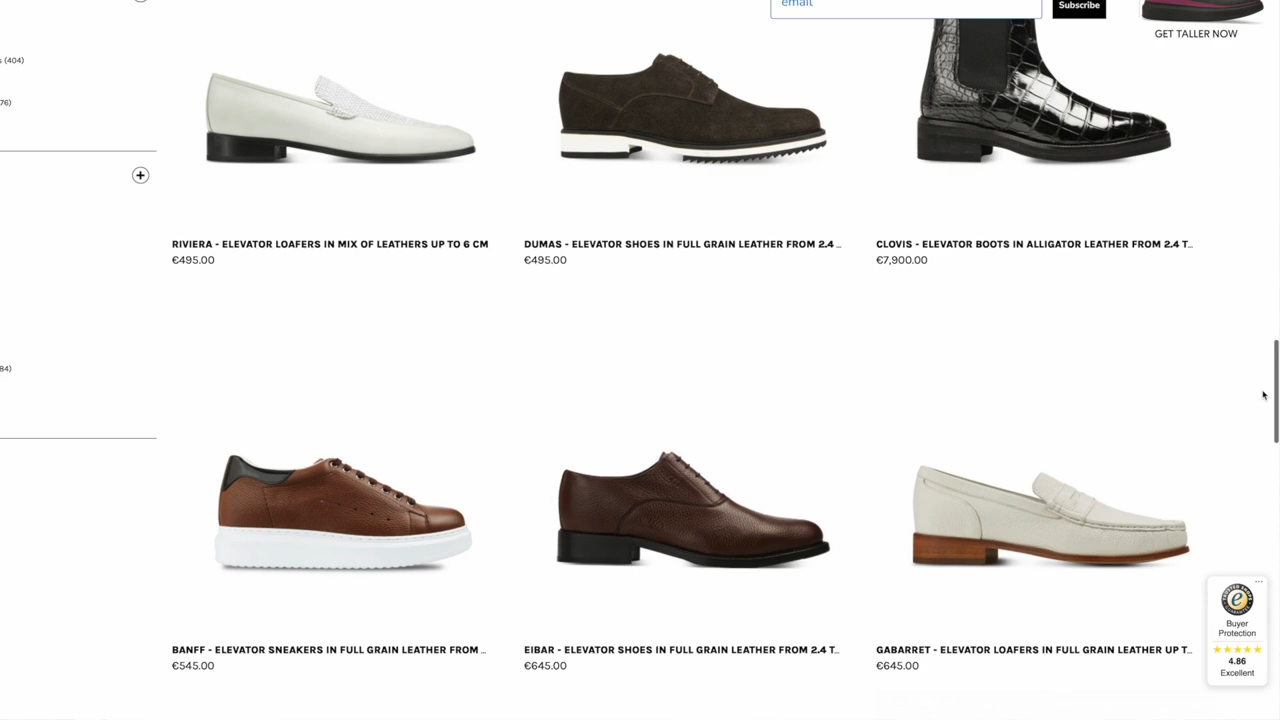 email
Subscribe
GET TALLER NOW
(404)
76)
RIVIERA - ELEVATOR LOAFERS IN MIX OF LEATHERS UP TO 6 CM
€495.00
DUMAS - ELEVATOR SHOES IN FULL GRAIN LEATHER FROM 2.4 ...
€495.00
CLOVIS - ELEVATOR BOOTS IN ALLIGATOR LEATHER FROM 2.4 T...
€7,900.00
84)
BANFF - ELEVATOR SNEAKERS IN FULL GRAIN LEATHER FROM ...
€545.00
EIBAR - ELEVATOR SHOES IN FULL GRAIN LEATHER FROM 2.4 T...
€645.00
GABARRET - ELEVATOR LOAFERS IN FULL GRAIN LEATHER UP T...
€645.00
Buyer
Protection
4.86
Excellent